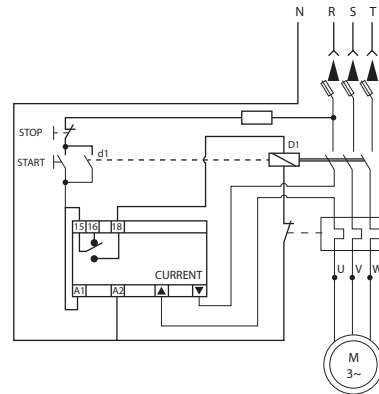 N R S T
STOP
d1
START
D1
15 16 18
CURRENT
A1 A2
U V W
M
3~